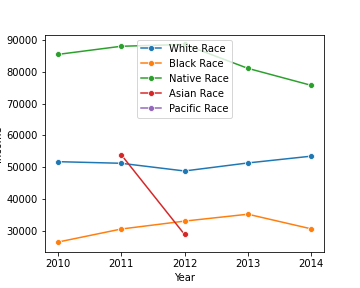 90000
80000
70000
60000
50000
40000
30000
White Race
Black Race
Native Race
Asian Race
Pacific Race
2010 2011 2012 2013 2014
Year